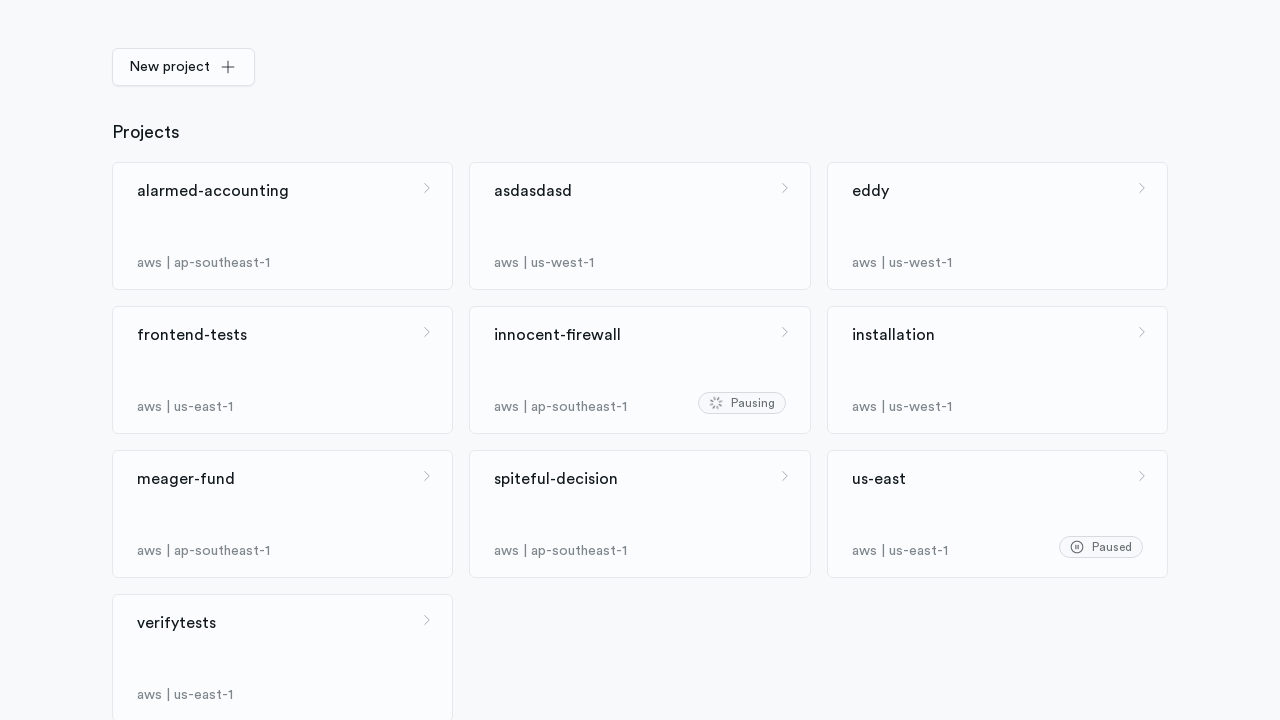 New project
Projects
alarmed-accounting
aws | ap-southeast-1
asdasdasd
aws | us-west-1
eddy
aws | us-west-1
frontend-tests
aws | us-east-1
innocent-firewall
aws | ap-southeast-1
Pausing
installation
aws | us-west-1
meager-fund
aws | ap-southeast-1
spiteful-decision
aws | ap-southeast-1
us-east
aws | us-east-1
Paused
verifytests
aws | us-east-1